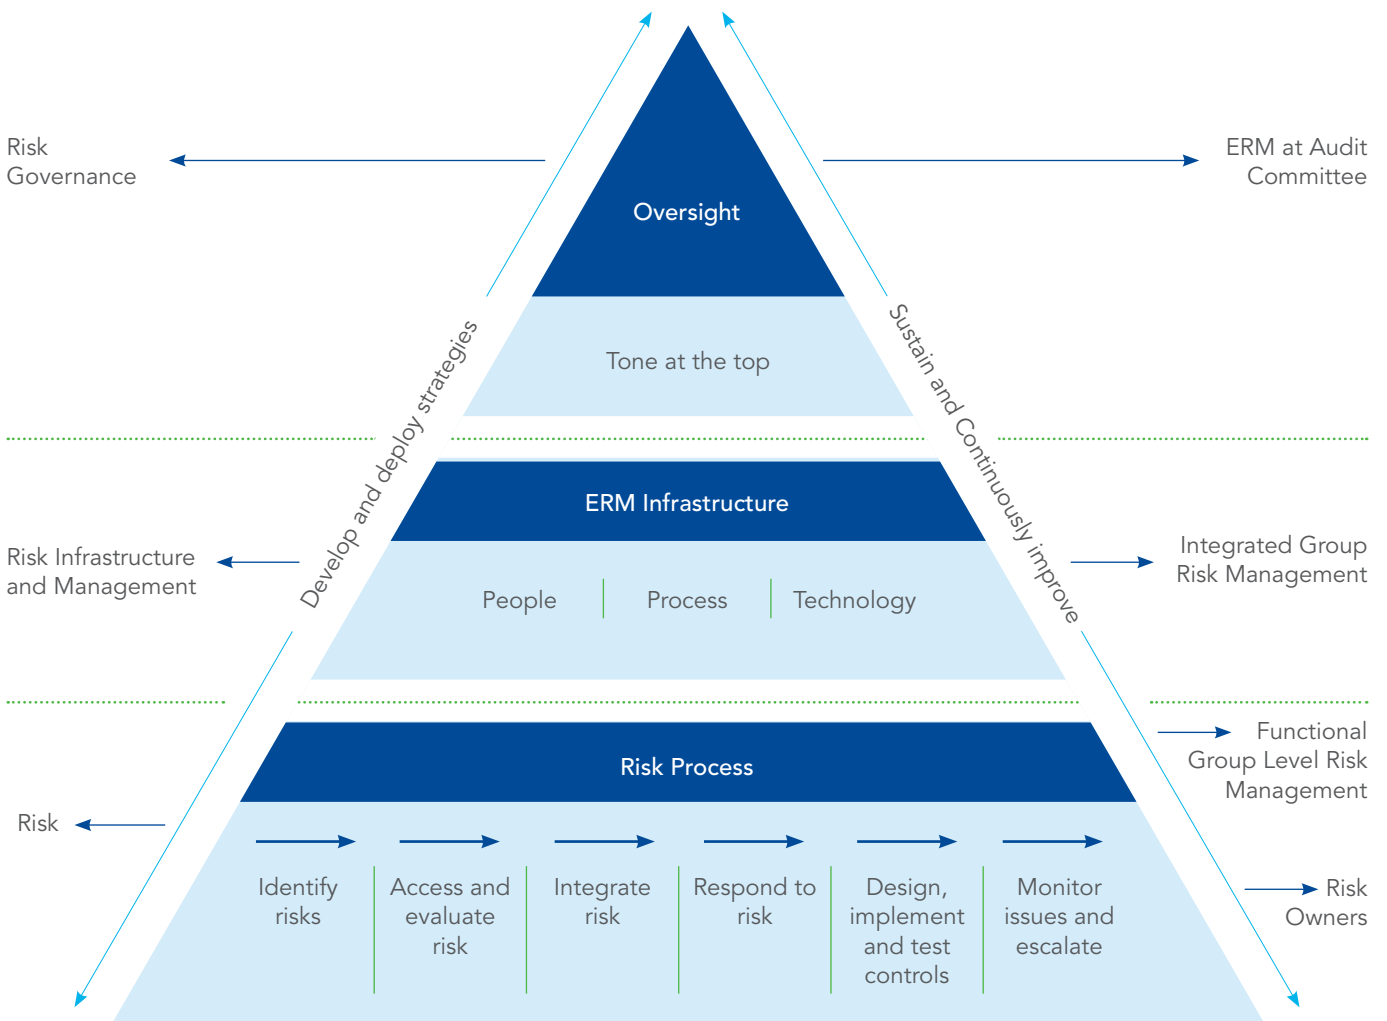 Risk
Governance
ERM at Audit
Committee
Oversight
Tone at the top
Develop and deploy strategies
Sustain and Continuously improve
ERM Infrastructure
Risk Infrastructure
and Management
Integrated Group
Risk Management
People
Process
Technology
Risk Process
Functional
Group Level Risk
Management
Risk
Identify
risks
Access and
evaluate
risk
Integrate
risk
Respond to
risk
Design,
implement
and test
controls
Monitor
issues and
escalate
Risk
Owners